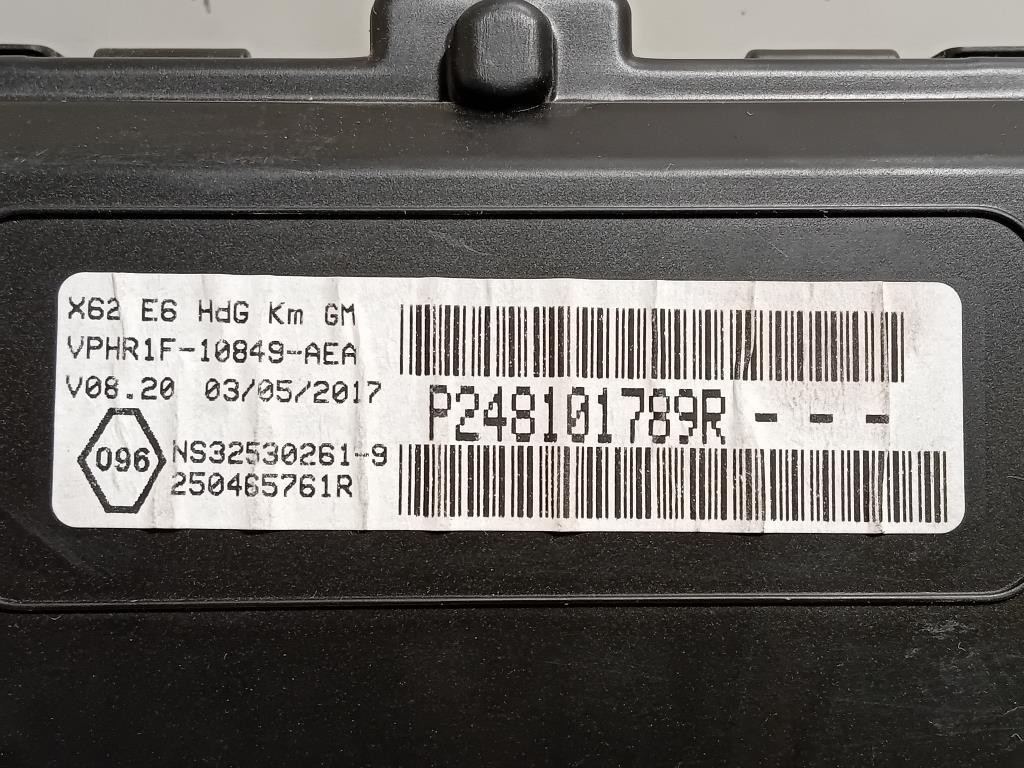 X62 E6 HdG Km GM
VPHR1F-10849-AEA
V08.20 03/05/2017
096
NS32530261-9
250465761R
P248101789R - - -